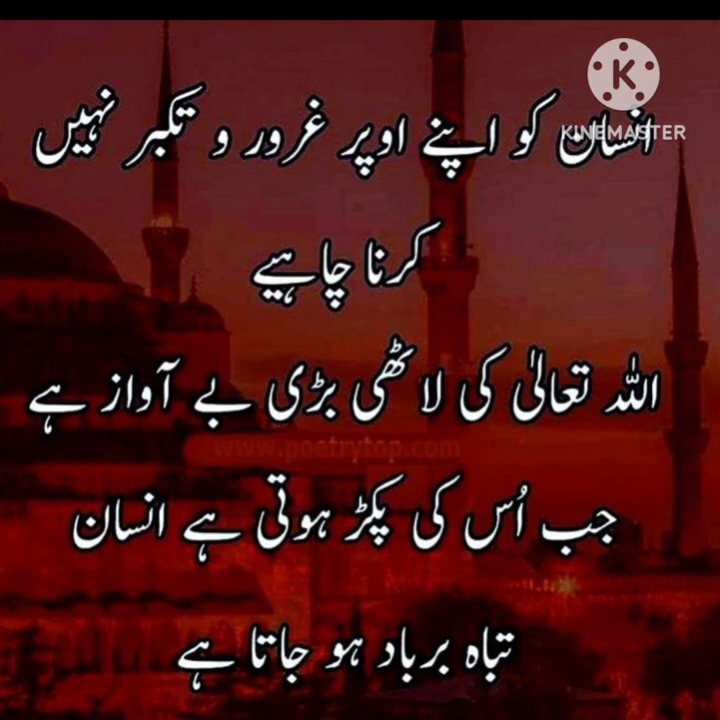 KINEMASTER
انسان کو اپنے اوپر غرور و تکبر نہیں
کرنا چاہیے
اللہ تعالیٰ کی لاٹھی بڑی بے آواز ہے
www.poetrytop.com
جب اُس کی پکڑ ہوتی ہے انسان
تباہ برباد ہو جاتا ہے